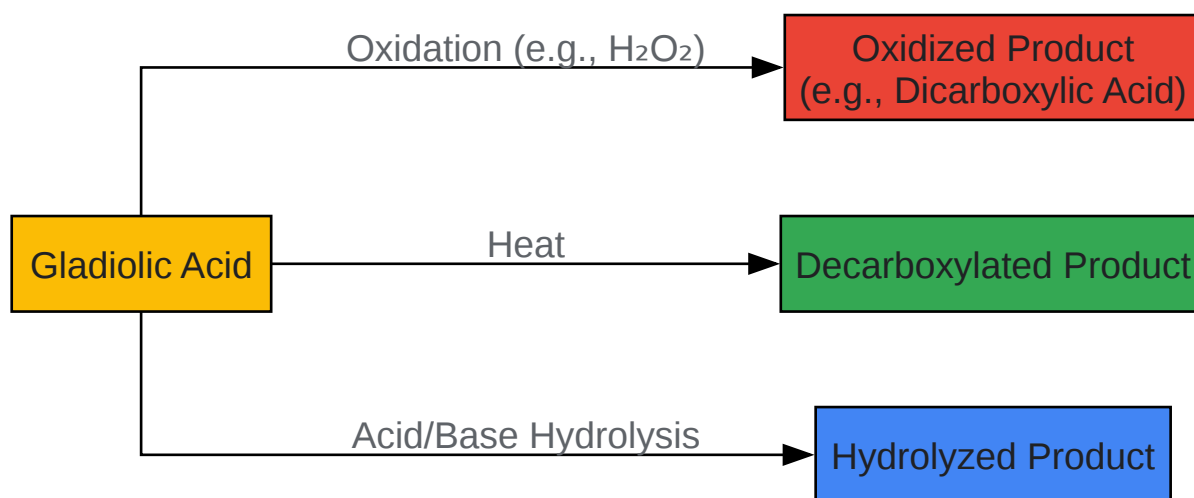 Oxidation (e.g., H₂O₂)
Oxidized Product
(e.g., Dicarboxylic Acid)
Gladiolic Acid
Heat
Decarboxylated Product
Acid/Base Hydrolysis
Hydrolyzed Product